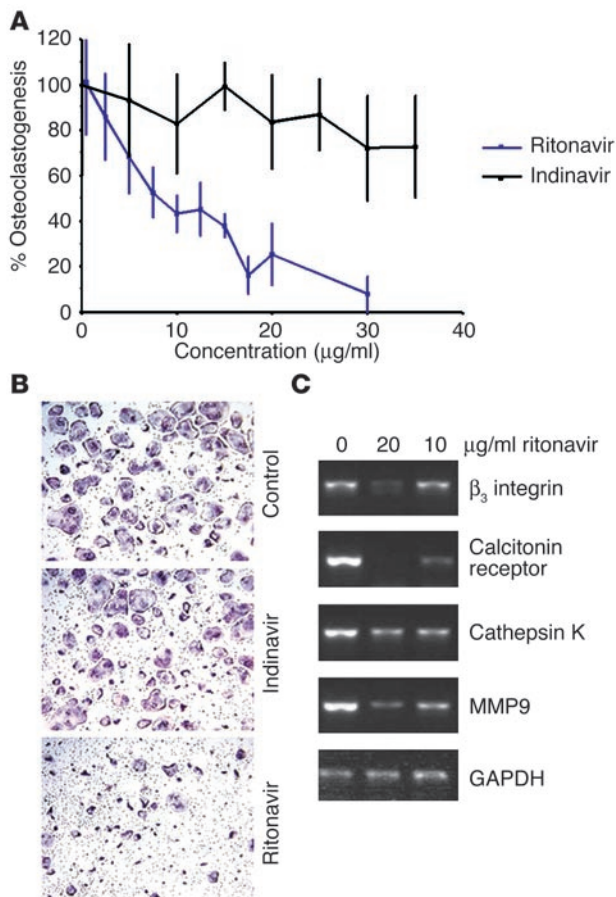 A
120
100
80
60
40
20
0
% Osteoclastogenesis
0 10 20 30 40
Concentration (μg/ml)
Ritonavir
Indinavir
B
Control
Indinavir
Ritonavir
C
0 20 10 μg/ml ritonavir
β₃ integrin
Calcitonin
receptor
Cathepsin K
MMP9
GAPDH